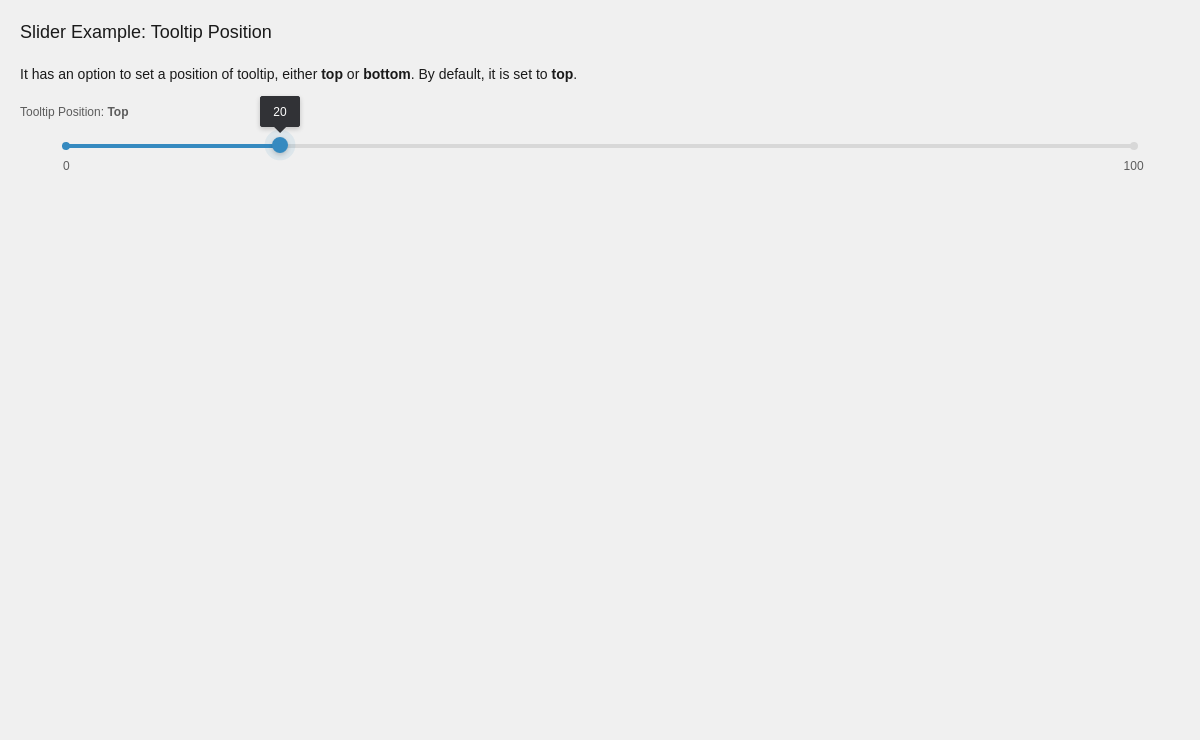 Slider Example: Tooltip Position
It has an option to set a position of tooltip, either top or bottom. By default, it is set to top.
Tooltip Position: Top
20
0
100